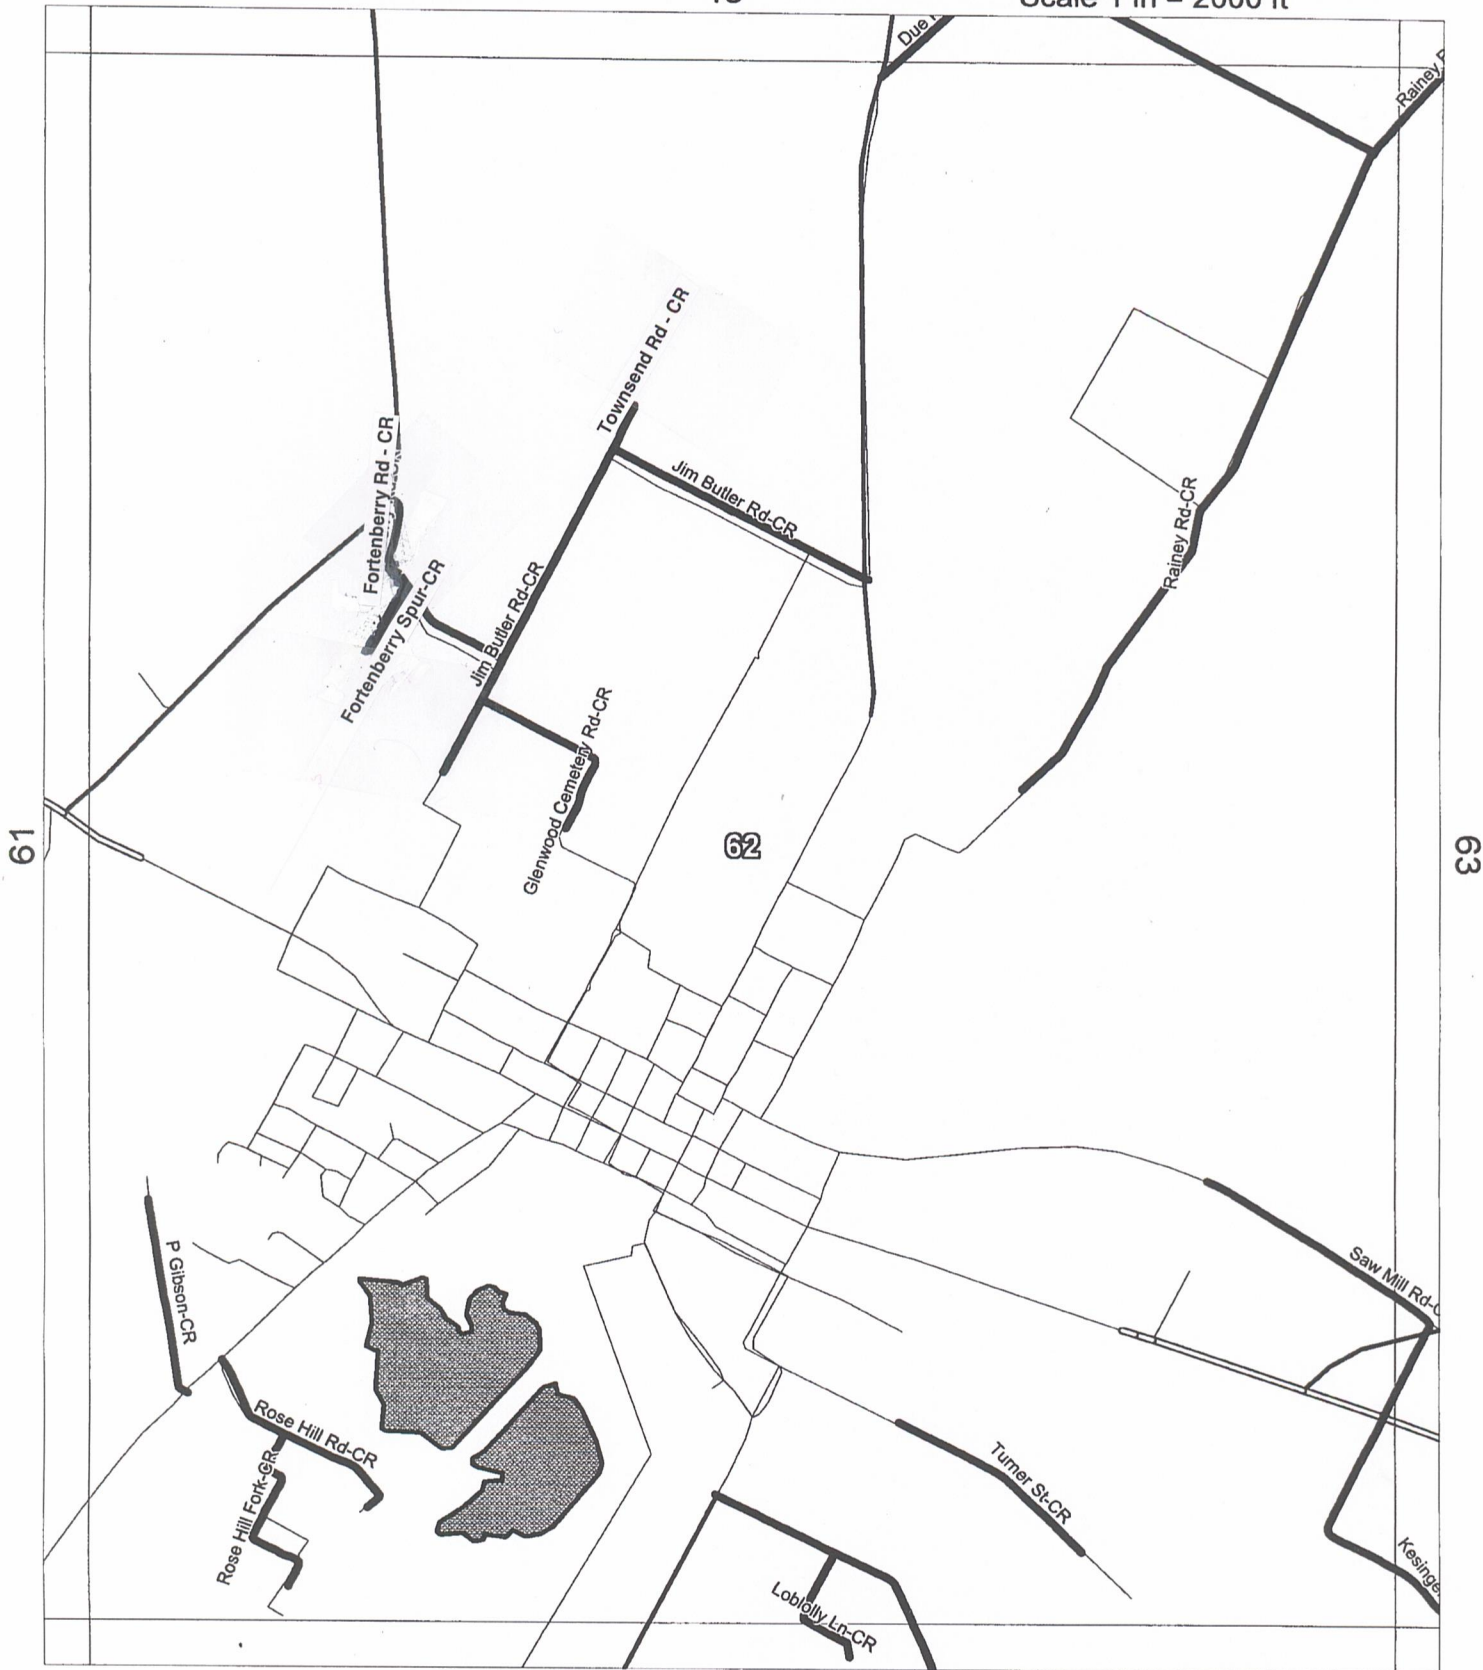 Scale 1 in = 2000 ft
Due
Rainey
Townsend Rd - CR
Fortenberry Rd - CR
Jim Butler Rd-CR
Rainey Rd-CR
Fortenberry Spur-CR
Jim Butler Rd-CR
Glenwood Cemetery Rd-CR
61
62
63
P Gibson-CR
Saw Mill Rd-C
Rose Hill Rd-CR
Rose Hill Fork-CR
Turner St-CR
Kesinge
Loblolly Ln-CR